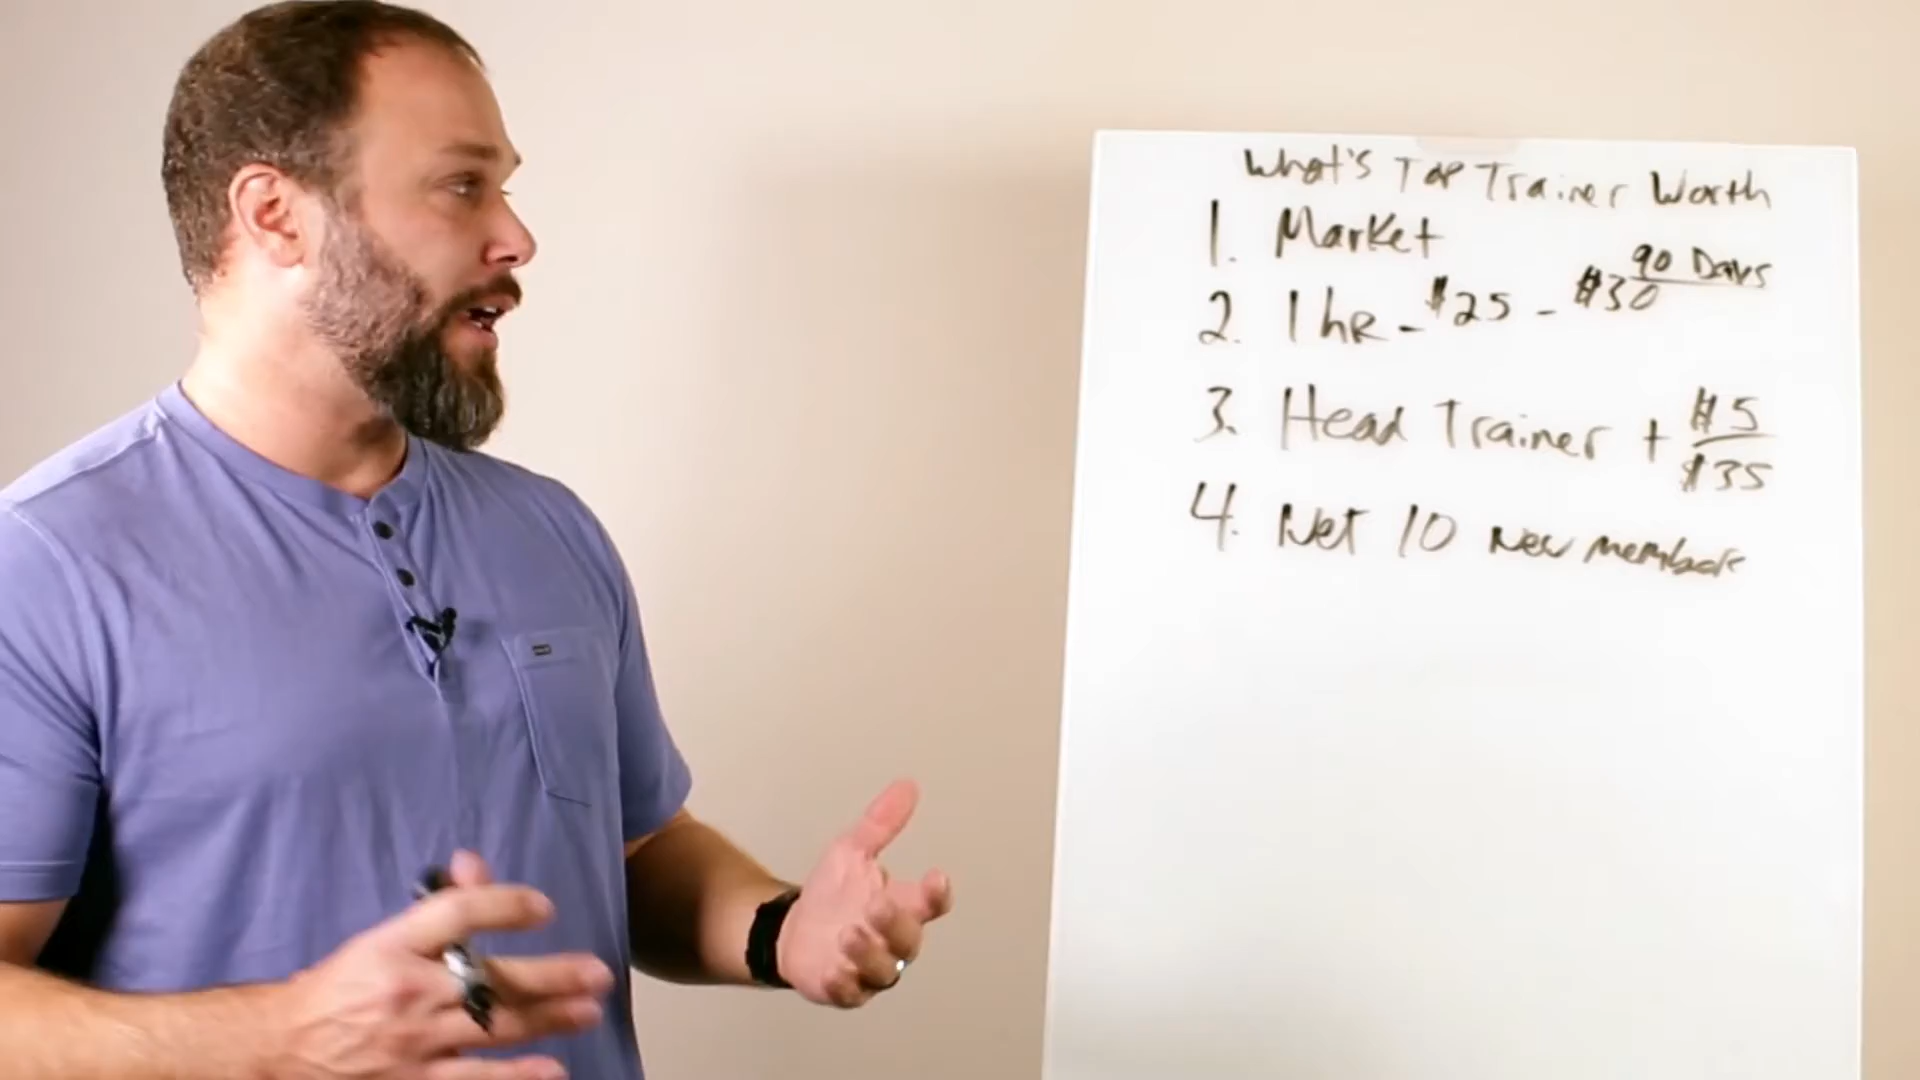 What's Top Trainer Worth
1. Market
90 Days
2. 1 hR - $25 - $30
3. Head Trainer + $5
$35
4. Net 10 New members